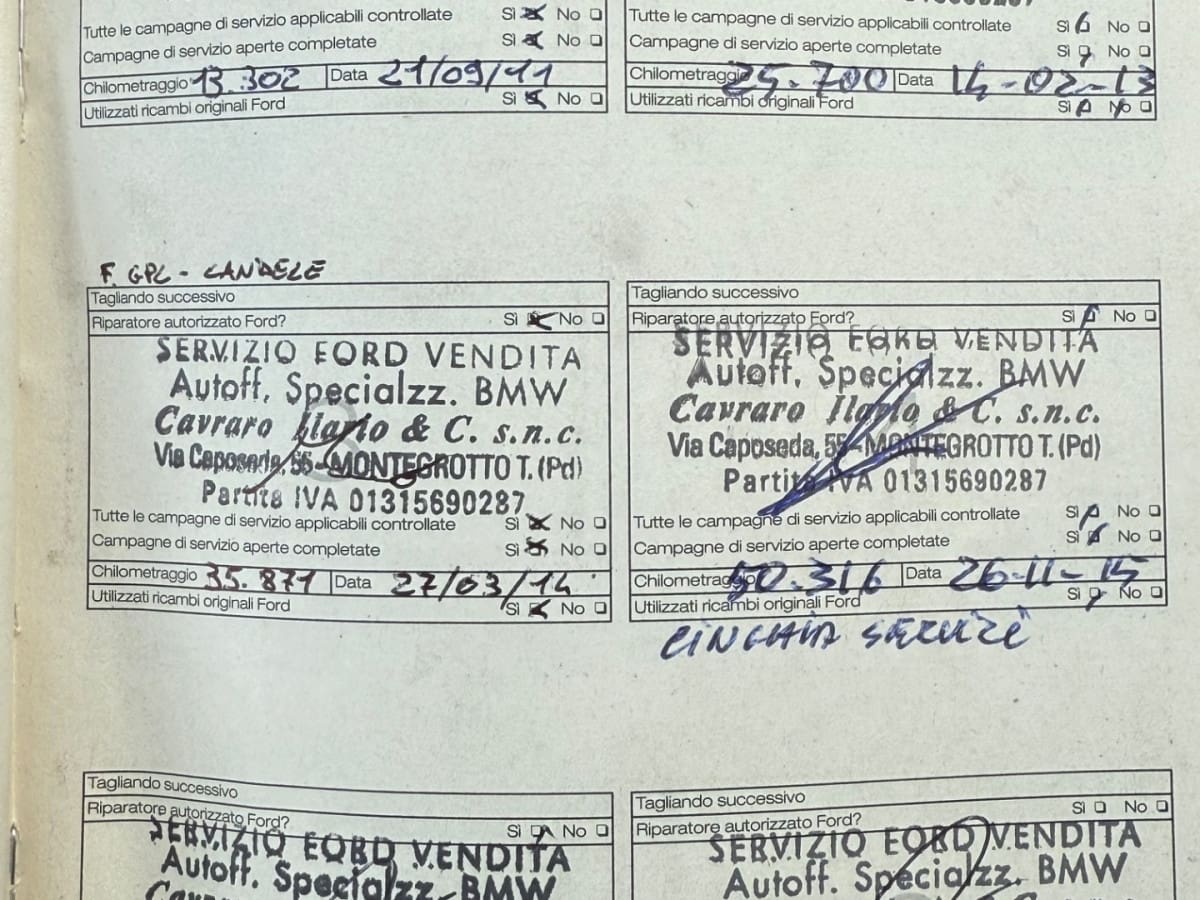 Tutte le campagne di servizio applicabili controllate Sì No
Campagne di servizio aperte completate Sì No
Chilometraggio 13.302 Data 21/09/11
Utilizzati ricambi originali Ford Sì No
Tutte le campagne di servizio applicabili controllate Sì No
Campagne di servizio aperte completate Sì No
Chilometraggio 25.700 Data 14-02-13
Utilizzati ricambi originali Ford Sì No
F. GPL - CANDELE
Tagliando successivo
Riparatore autorizzato Ford? Sì No
SERVIZIO FORD VENDITA
Autoff. Specialzz. BMW
Cavraro Ilario & C. s.n.c.
Via Caposeda, 55 - MONTEGROTTO T. (Pd)
Partita IVA 01315690287
Tutte le campagne di servizio applicabili controllate Sì No
Campagne di servizio aperte completate Sì No
Chilometraggio 35.871 Data 27/03/14
Utilizzati ricambi originali Ford Sì No
Tagliando successivo
Riparatore autorizzato Ford? Sì No
SERVIZIO FORD VENDITA
Autoff. Specialzz. BMW
Cavraro Ilario & C. s.n.c.
Via Caposeda, 55 - MONTEGROTTO T. (Pd)
Partita IVA 01315690287
Tutte le campagne di servizio applicabili controllate Sì No
Campagne di servizio aperte completate Sì No
Chilometraggio 50.316 Data 26-11-15
Utilizzati ricambi originali Ford Sì No
CINGHIA SERVIZI
Tagliando successivo
Riparatore autorizzato Ford? Sì No
SERVIZIO FORD VENDITA
Autoff. Specialzz. BMW
Tagliando successivo Sì No
Riparatore autorizzato Ford?
SERVIZIO FORD VENDITA
Autoff. Specialzz. BMW